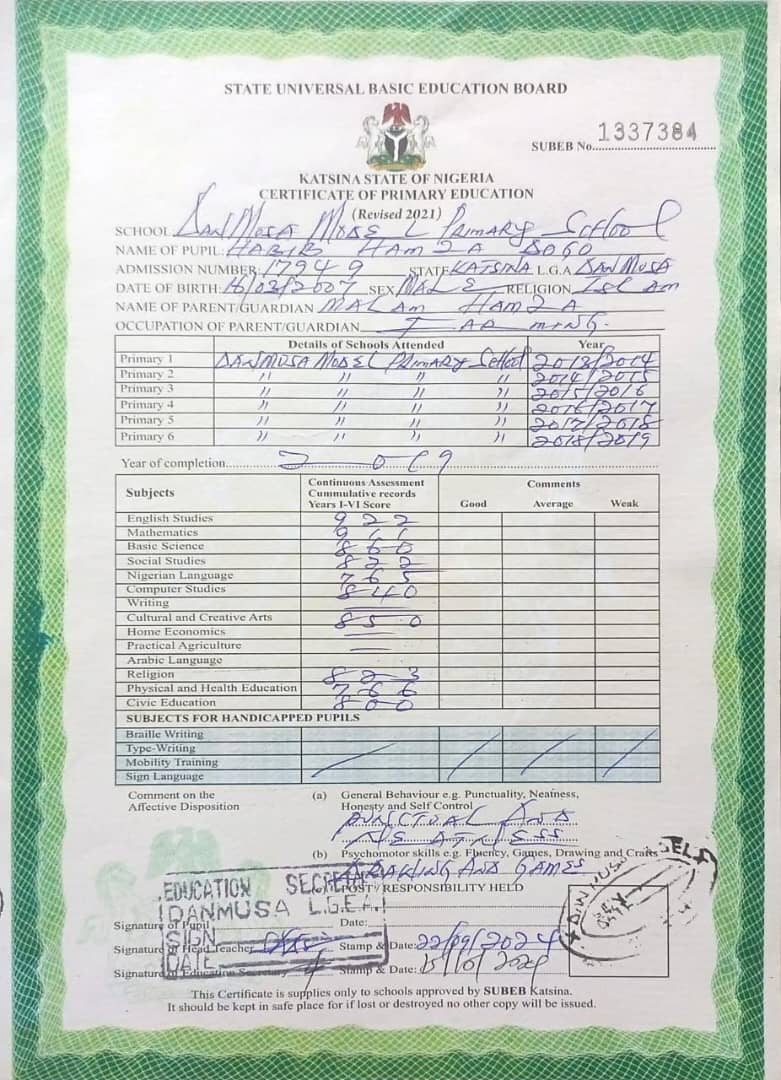 STATE UNIVERSAL BASIC EDUCATION BOARD
SUBEB No. 1337384
KATSINA STATE OF NIGERIA
CERTIFICATE OF PRIMARY EDUCATION
(Revised 2021)
SCHOOL DANMUSA MODEL PRIMARY SCHOOL
NAME OF PUPIL: HABIB HAMZA DOGO
ADMISSION NUMBER: 17949 STATE KATSINA L.G.A DANMUSA
DATE OF BIRTH: 16/03/2007 SEX MALE RELIGION Islam
NAME OF PARENT/GUARDIAN MALAM HAMZA
OCCUPATION OF PARENT/GUARDIAN FARMING.
Details of Schools Attended Year
Primary 1 DANMUSA MODEL PRIMARY SCHOOL 2013/2014
Primary 2 " " " " 2014/2015
Primary 3 " " " " 2015/2016
Primary 4 " " " " 2016/2017
Primary 5 " " " " 2017/2018
Primary 6 " " " " 2018/2019
Year of completion 2019
Subjects Continuous Assessment Cummulative records Years I-VI Score Comments
Good Average Weak
English Studies 922
Mathematics 911
Basic Science 860
Social Studies 822
Nigerian Language 765
Computer Studies 840
Writing
Cultural and Creative Arts 850
Home Economics
Practical Agriculture
Arabic Language
Religion 823
Physical and Health Education 766
Civic Education 800
SUBJECTS FOR HANDICAPPED PUPILS
Braille Writing
Type-Writing
Mobility Training
Sign Language
Comment on the Affective Disposition
(a) General Behaviour e.g. Punctuality, Neatness, Honesty and Self Control
PUNCTUAL AND
NEATNESS
(b) Psychomotor skills e.g. Fluency, Games, Drawing and Crafts
DRAWING AND GAMES
POST/ RESPONSIBILITY HELD
EDUCATION SECRETARY
DANMUSA L.G.E.A.
SIGN
DATE
Signature of Pupil Date:
Signature of Head Teacher Stamp & Date: 22/09/2024
Signature of Education Secretary Stamp & Date:
This Certificate is supplies only to schools approved by SUBEB Katsina.
It should be kept in safe place for if lost or destroyed no other copy will be issued.